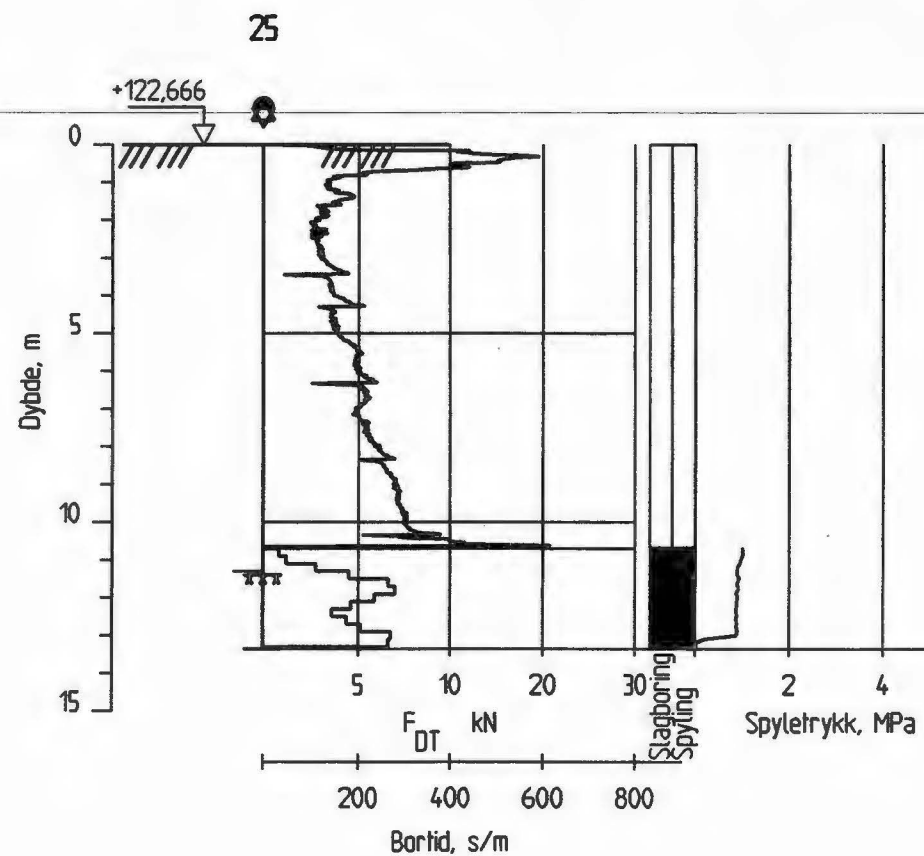 25
+122,666
0
5
10
15
Dybde, m
5 10 20 30
F_DT kN
Slagboring
Spyling
2 4
Spyletrykk, MPa
200 400 600 800
Bortid, s/m